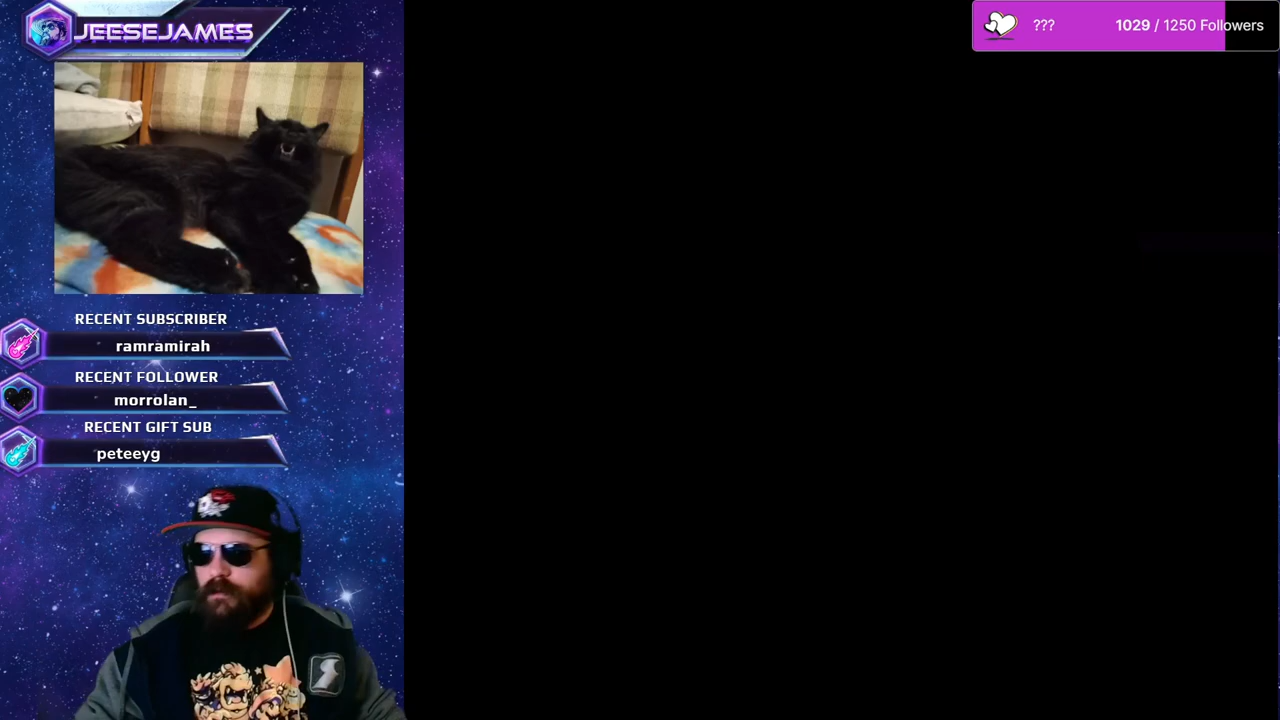 JEESEJAMES
??? 1029 / 1250 Followers
RECENT SUBSCRIBER
ramramirah
RECENT FOLLOWER
morrolan_
RECENT GIFT SUB
peteeyg